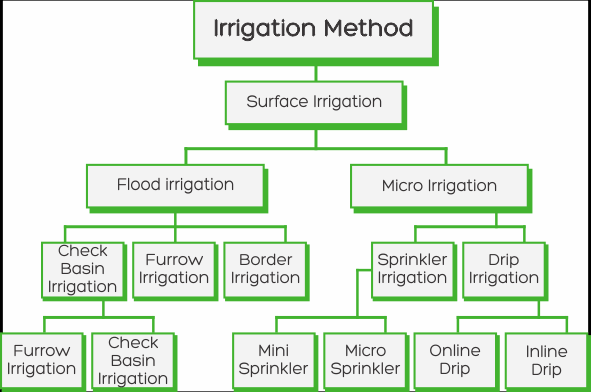 Irrigation Method
Surface Irrigation
Flood irrigation
Micro Irrigation
Check
Basin
Irrigation
Furrow
Irrigation
Border
Irrigation
Sprinkler
Irrigation
Drip
Irrigation
Furrow
Irrigation
Check
Basin
Irrigation
Mini
Sprinkler
Micro
Sprinkler
Online
Drip
Inline
Drip